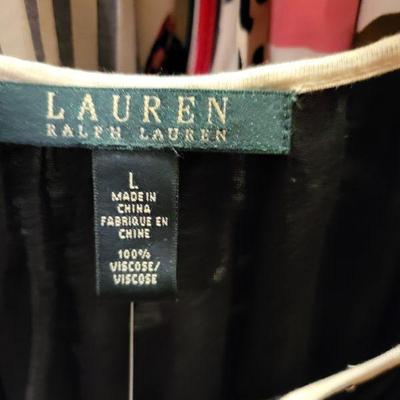 LAUREN
RALPH LAUREN
L
MADE IN
CHINA
FABRIQUE EN
CHINE
100%
VISCOSE/
VISCOSE